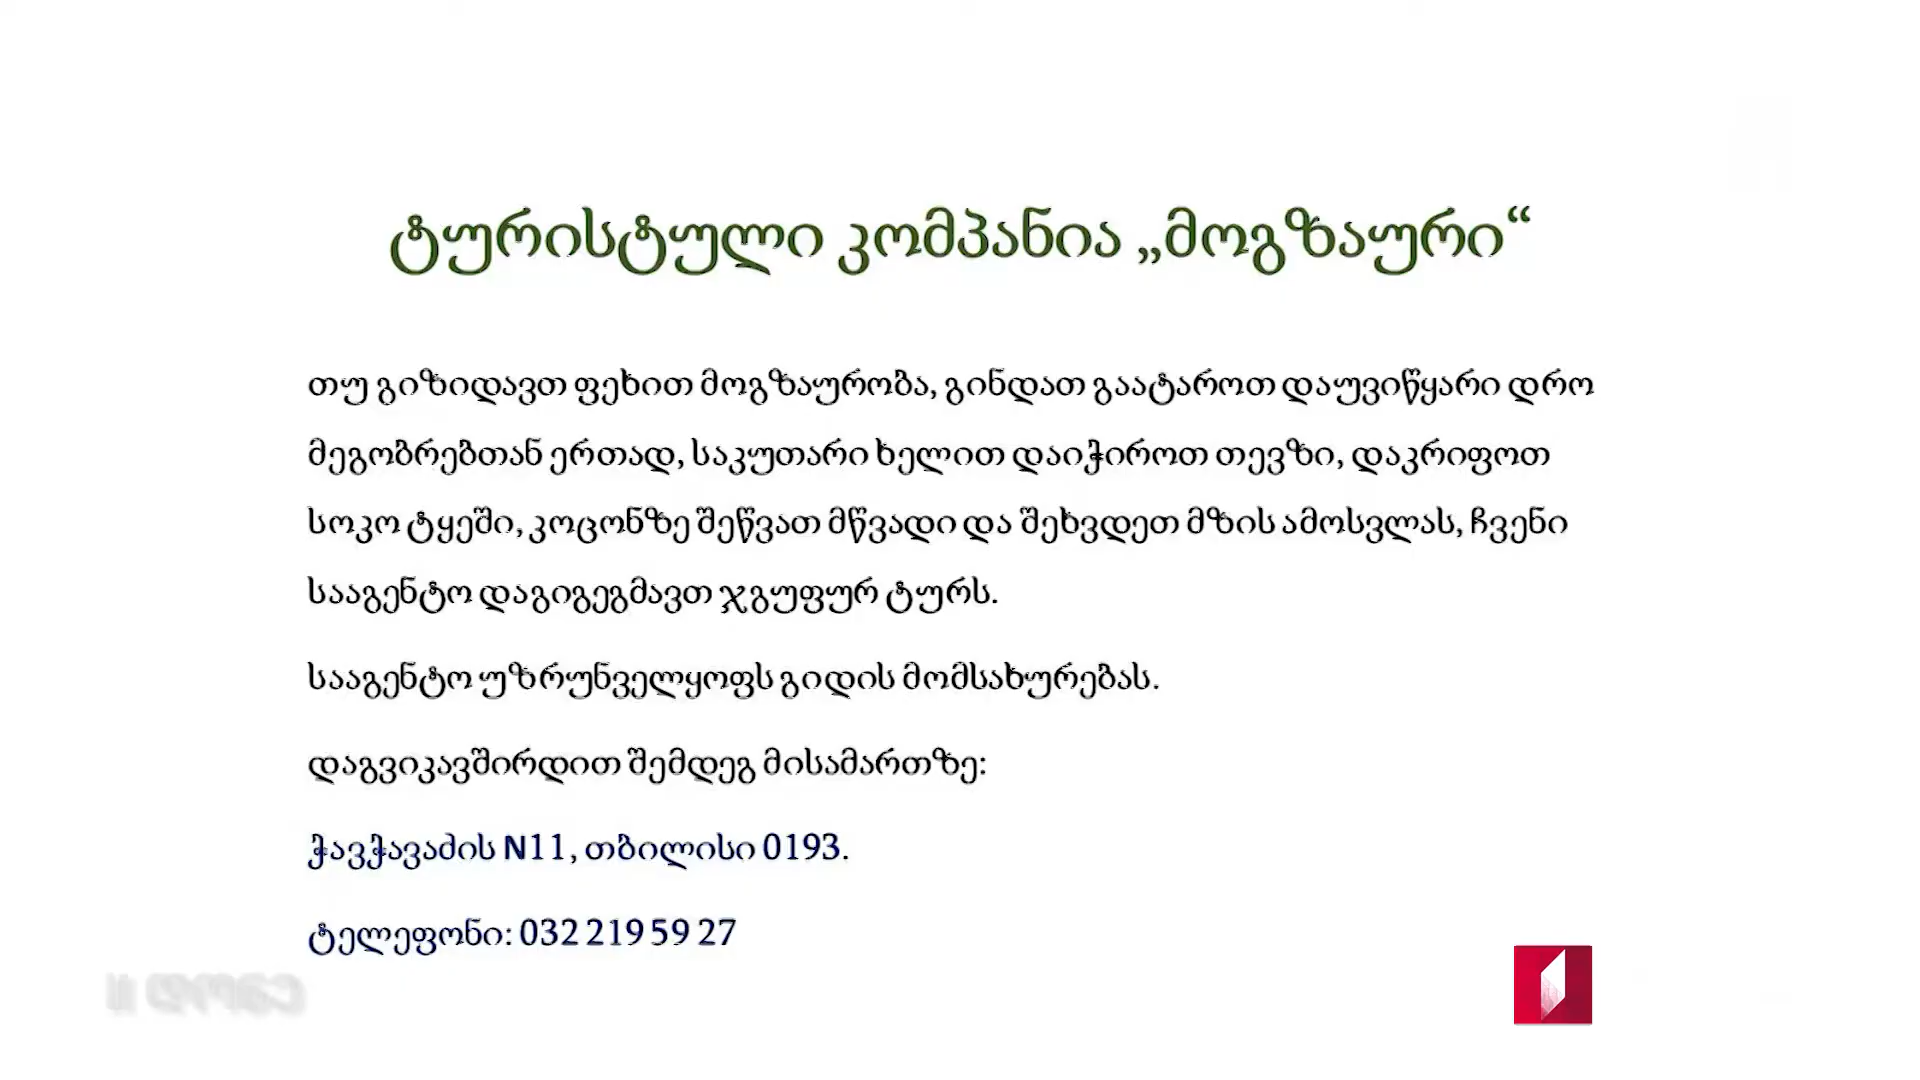 ტურისტული კომპანია „მოგზაური“
თუ გიზიდავთ ფეხით მოგზაურობა, გინდათ გაატაროთ დაუვიწყარი დრო
მეგობრებთან ერთად, საკუთარი ხელით დაიჭიროთ თევზი, დაკრიფოთ
სოკო ტყეში, კოცონზე შეწვათ მწვადი და შეხვდეთ მზის ამოსვლას, ჩვენი
სააგენტო დაგიგეგმავთ ჯგუფურ ტურს.
სააგენტო უზრუნველყოფს გიდის მომსახურებას.
დაგვიკავშირდით შემდეგ მისამართზე:
ჭავჭავაძის N11, თბილისი 0193.
ტელეფონი: 032 219 59 27
II დონე